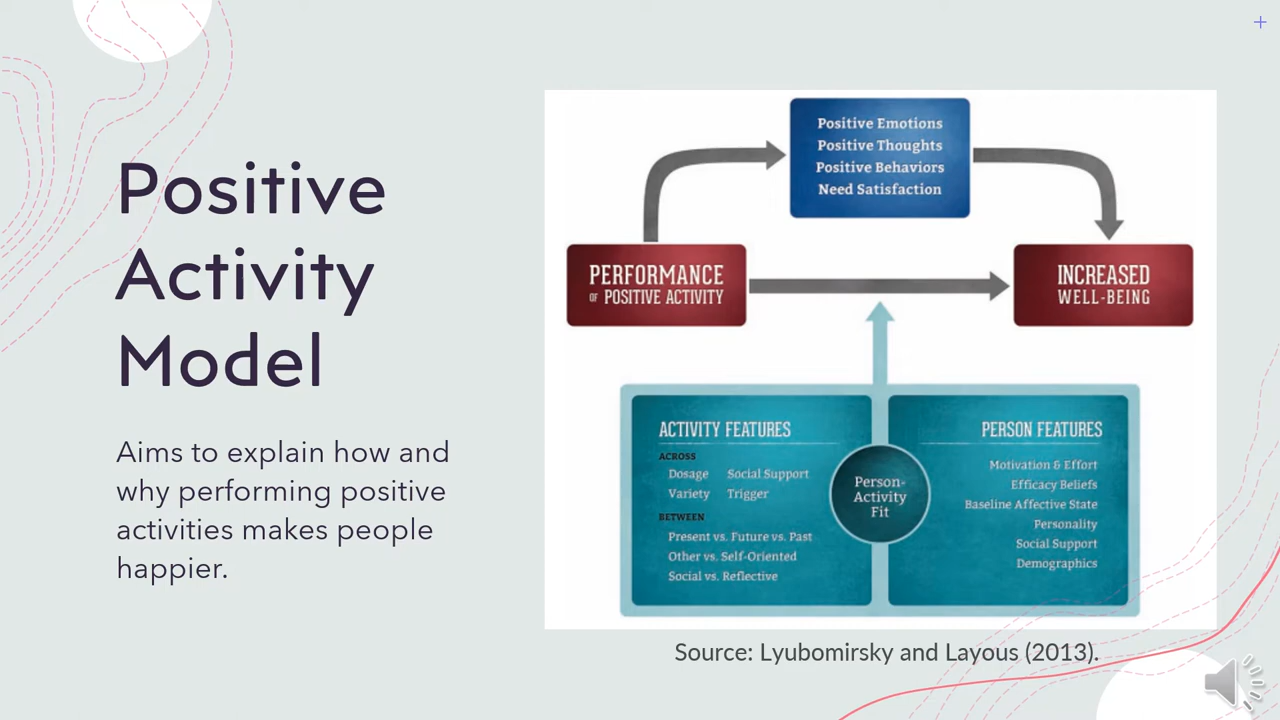 Positive
Activity
Model
Aims to explain how and
why performing positive
activities makes people
happier.
Positive Emotions
Positive Thoughts
Positive Behaviors
Need Satisfaction
PERFORMANCE
OF POSITIVE ACTIVITY
INCREASED
WELL-BEING
ACTIVITY FEATURES
ACROSS
Dosage Social Support
Variety Trigger
BETWEEN
Present vs. Future vs. Past
Other vs. Self-Oriented
Social vs. Reflective
Person-
Activity
Fit
PERSON FEATURES
Motivation & Effort
Efficacy Beliefs
Baseline Affective State
Personality
Social Support
Demographics
Source: Lyubomirsky and Layous (2013).